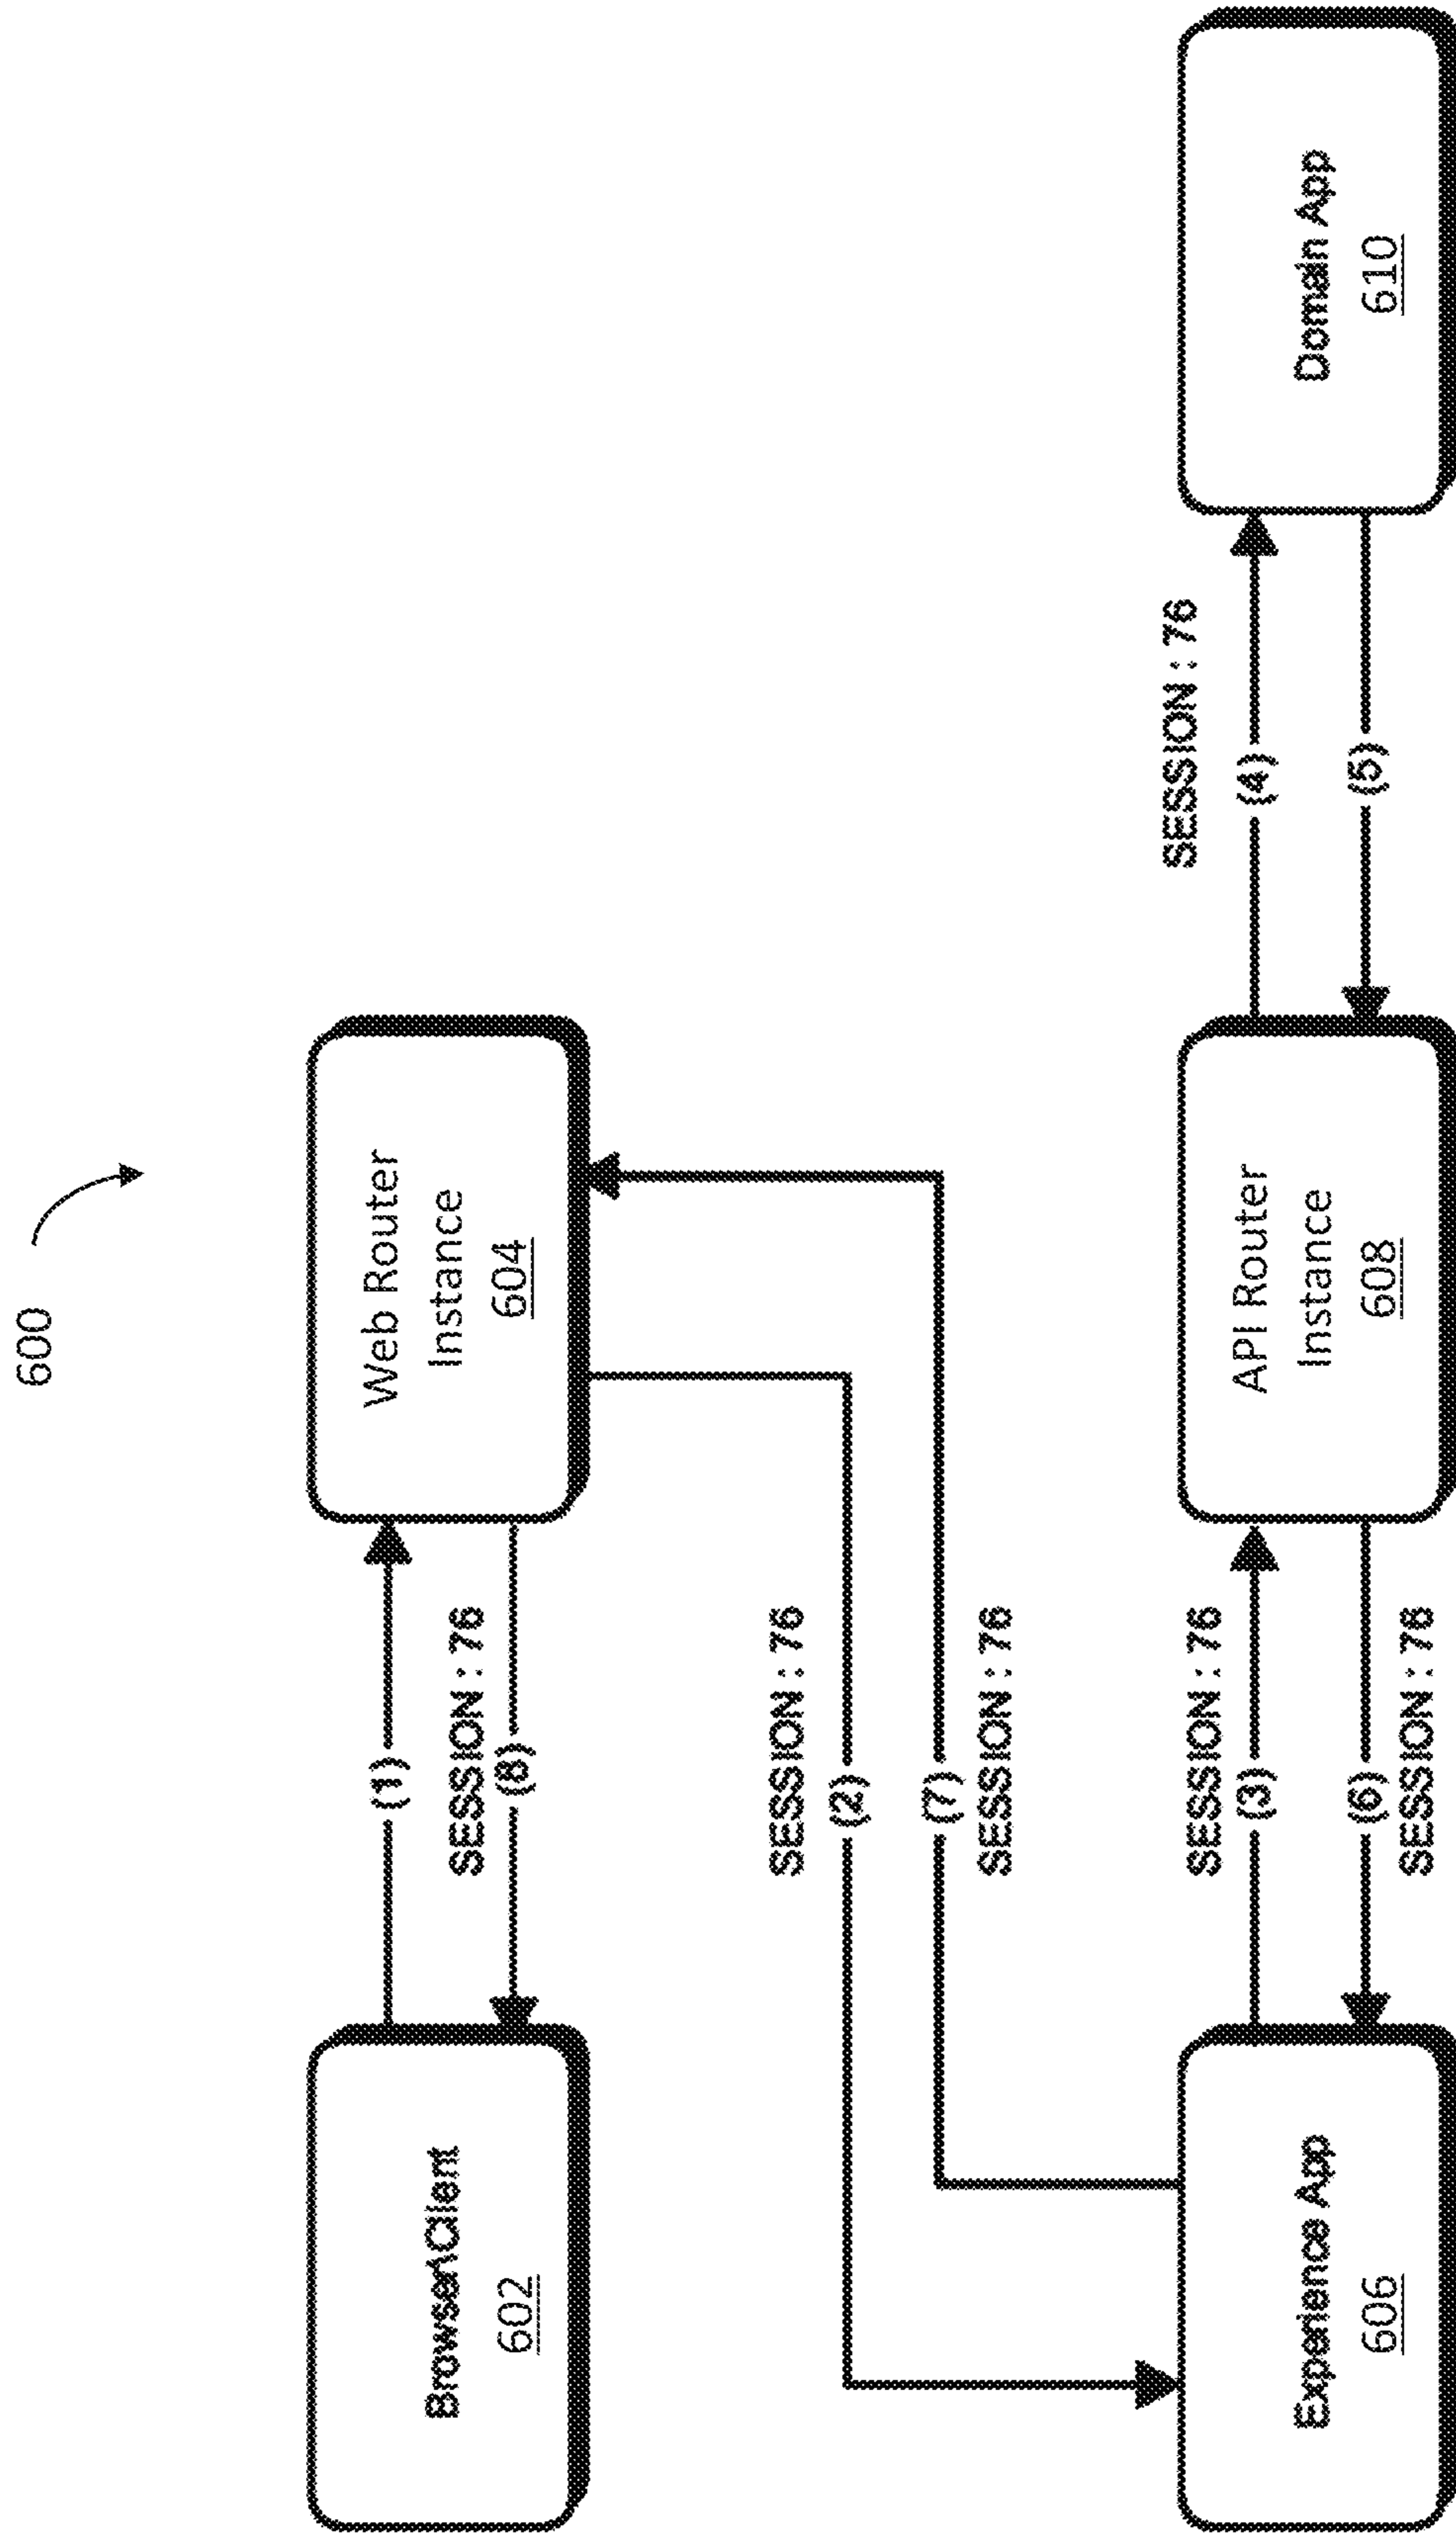 600
Browser\Client
602
(1)
SESSION : 76
(8)
Web Router
Instance
604
SESSION : 76
(2)
(7)
SESSION : 76
Experience App
606
SESSION : 76
(3)
(6)
SESSION : 76
API Router
Instance
608
SESSION : 76
(4)
(5)
Domain App
610